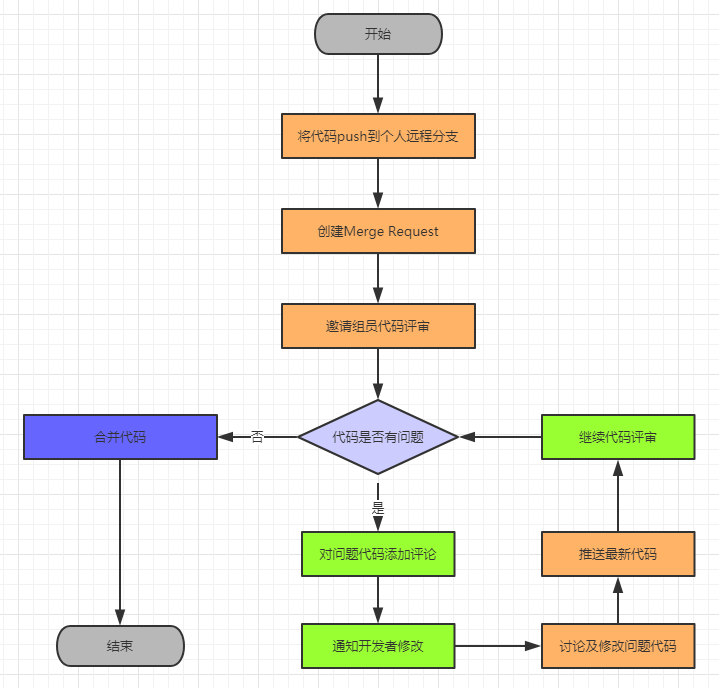 开始
将代码push到个人远程分支
创建Merge Request
邀请组员代码评审
合并代码
否
代码是否有问题
继续代码评审
是
对问题代码添加评论
推送最新代码
结束
通知开发者修改
讨论及修改问题代码